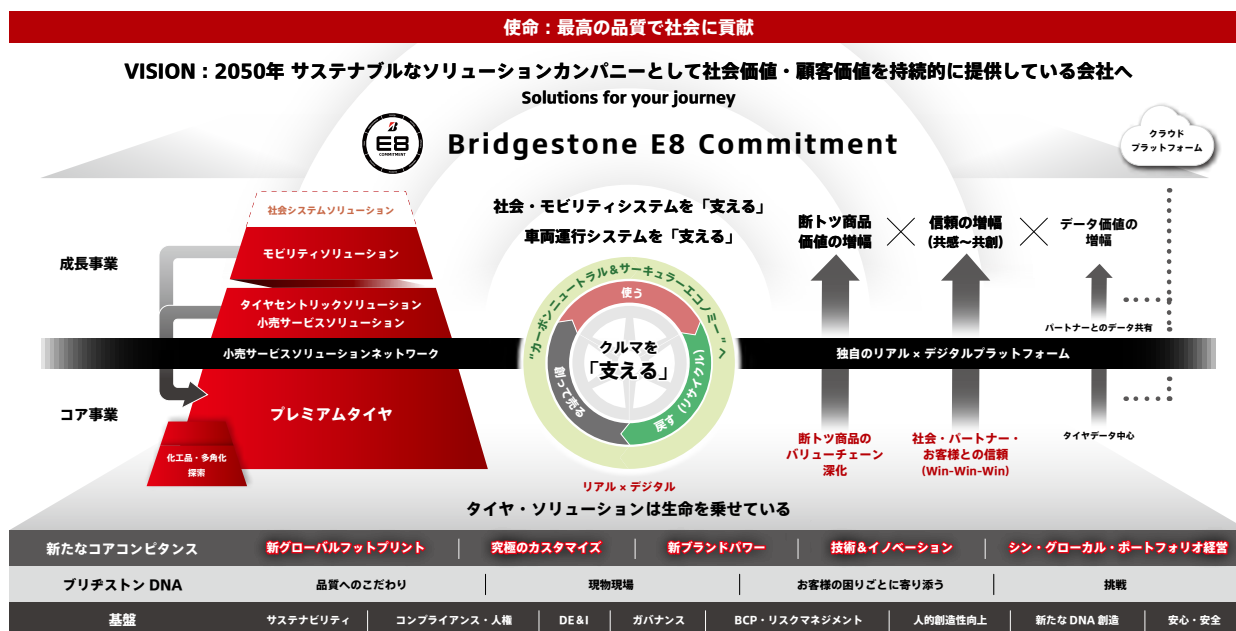 使命：最高の品質で社会に貢献
VISION：2050年 サステナブルなソリューションカンパニーとして社会価値・顧客価値を持続的に提供している会社へ
Solutions for your journey
E8
COMMITMENT
Bridgestone E8 Commitment
クラウド
プラットフォーム
社会システムソリューション
モビリティソリューション
成長事業
タイヤセントリックソリューション
小売サービスソリューション
小売サービスソリューションネットワーク
コア事業
プレミアムタイヤ
化工品・多角化
探索
社会・モビリティシステムを「支える」
車両運行システムを「支える」
"カーボンニュートラル&サーキュラーエコノミー"へ
使う
戻す（リサイクル）
創って売る
クルマを
「支える」
リアル × デジタル
タイヤ・ソリューションは生命を乗せている
断トツ商品
価値の増幅
信頼の増幅
（共感～共創）
データ価値の
増幅
パートナーとのデータ共有
独自のリアル × デジタルプラットフォーム
断トツ商品の
バリューチェーン
深化
社会・パートナー・
お客様との信頼
（Win-Win-Win）
タイヤデータ中心
新たなコアコンピタンス 新グローバルフットプリント 究極のカスタマイズ 新ブランドパワー 技術＆イノベーション シン・グローカル・ポートフォリオ経営
ブリヂストン DNA 品質へのこだわり 現物現場 お客様の困りごとに寄り添う 挑戦
基盤 サステナビリティ コンプライアンス・人権 DE&I ガバナンス BCP・リスクマネジメント 人的創造性向上 新たな DNA 創造 安心・安全